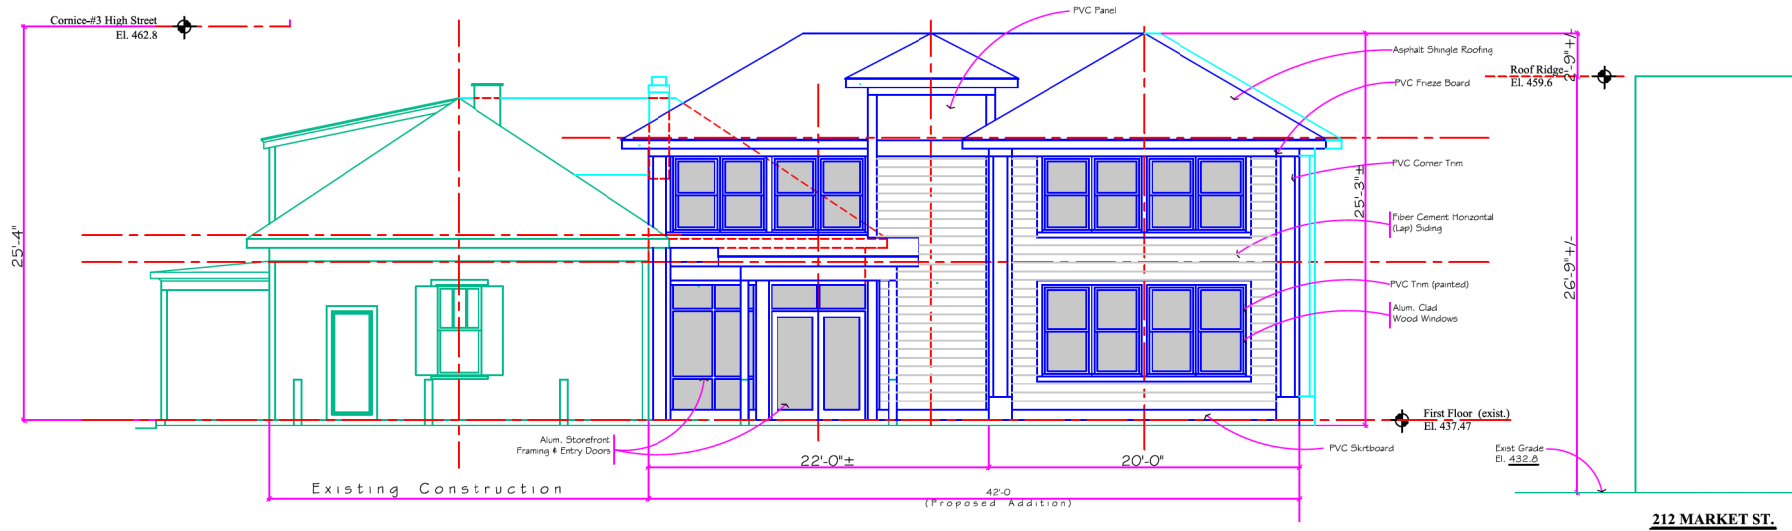 Cornice-#3 High Street
El. 462.8
PVC Panel
Asphalt Shingle Roofing
PVC Frieze Board
PVC Corner Trim
Fiber Cement Horizontal
(Lap) Siding
PVC Trim (painted)
Alum. Clad
Wood Windows
25'-4"
25'-3"±
2'-9"+/-
26'-9"+/-
Roof Ridge
El. 459.6
First Floor (exist.)
El. 437.47
Alum. Storefront
Framing & Entry Doors
22'-0"±
20'-0"
PVC Skrtboard
Exist Grade
El. 432.8
Existing Construction
42'-0
(Proposed Addition)
212 MARKET ST.